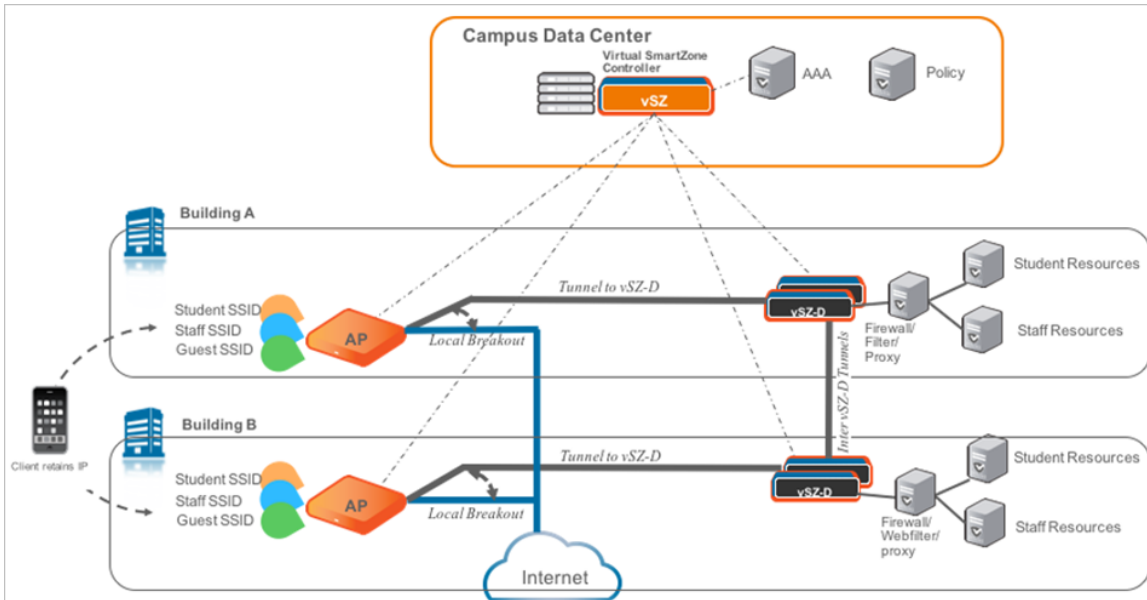 Campus Data Center
Virtual SmartZone
Controller
vSZ
AAA
Policy
Building A
Student SSID
Staff SSID
Guest SSID
AP
Tunnel to vSZ-D
Local Breakout
vSZ-D
Firewall/
Filter/
Proxy
Student Resources
Staff Resources
Inter vSZ-D Tunnels
Client retains IP
Building B
Student SSID
Staff SSID
Guest SSID
AP
Tunnel to vSZ-D
Local Breakout
vSZ-D
Firewall/
Webfilter/
proxy
Student Resources
Staff Resources
Internet